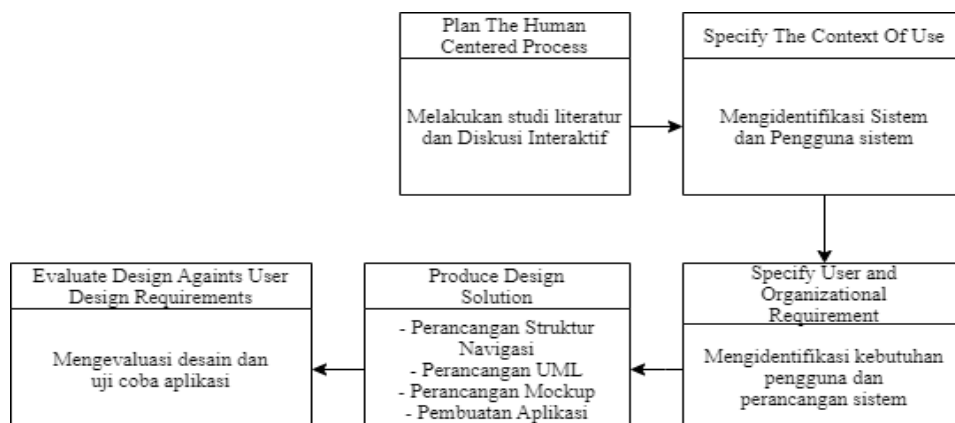 Plan The Human
Centered Process
Melakukan studi literatur
dan Diskusi Interaktif
Specify The Context Of Use
Mengidentifikasi Sistem
dan Pengguna sistem
Specify User and
Organizational
Requirement
Mengidentifikasi kebutuhan
pengguna dan
perancangan sistem
Produce Design
Solution
- Perancangan Struktur
Navigasi
- Perancangan UML
- Perancangan Mockup
- Pembuatan Aplikasi
Evaluate Design Againts User
Design Requirements
Mengevaluasi desain dan
uji coba aplikasi